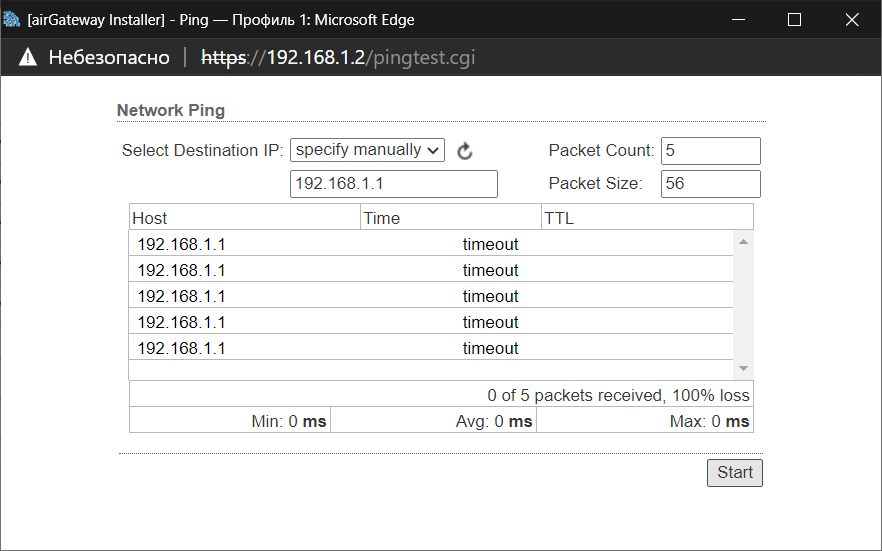 [airGateway Installer] - Ping — Профиль 1: Microsoft Edge
Небезопасно | https://192.168.1.2/pingtest.cgi
Network Ping
Select Destination IP: specify manually Packet Count: 5
192.168.1.1 Packet Size: 56
Host Time TTL
192.168.1.1 timeout
192.168.1.1 timeout
192.168.1.1 timeout
192.168.1.1 timeout
192.168.1.1 timeout
0 of 5 packets received, 100% loss
Min: 0 ms Avg: 0 ms Max: 0 ms
Start